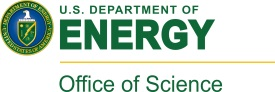 U.S. DEPARTMENT OF
ENERGY
Office of Science